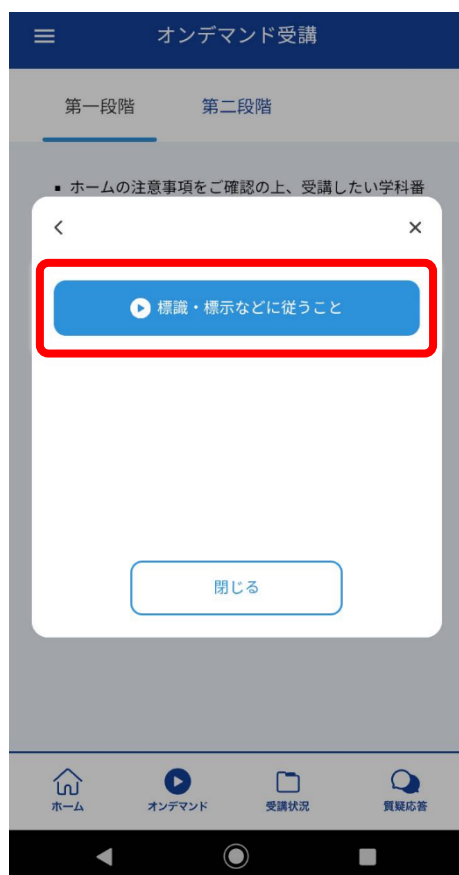 オンデマンド受講
第一段階
第二段階
▪ ホームの注意事項をご確認の上、受講したい学科番
標識・標示などに従うこと
閉じる
ホーム
オンデマンド
受講状況
質疑応答